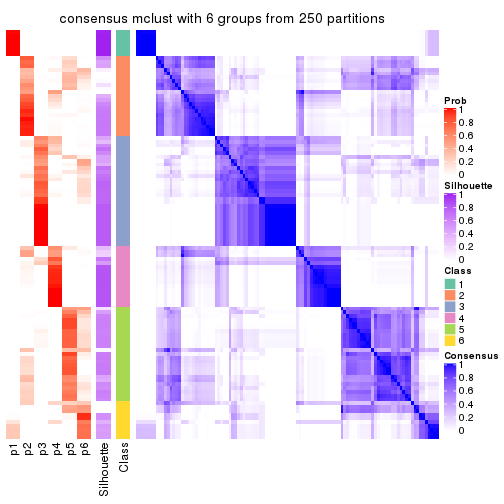 consensus mclust with 6 groups from 250 partitions
Prob
1
0.8
0.6
0.4
0.2
0
Silhouette
1
0.8
0.6
0.4
0.2
0
Class
1
2
3
4
5
6
Consensus
1
0.8
0.6
0.4
0.2
0
p1
p2
p3
p4
p5
p6
Silhouette
Class